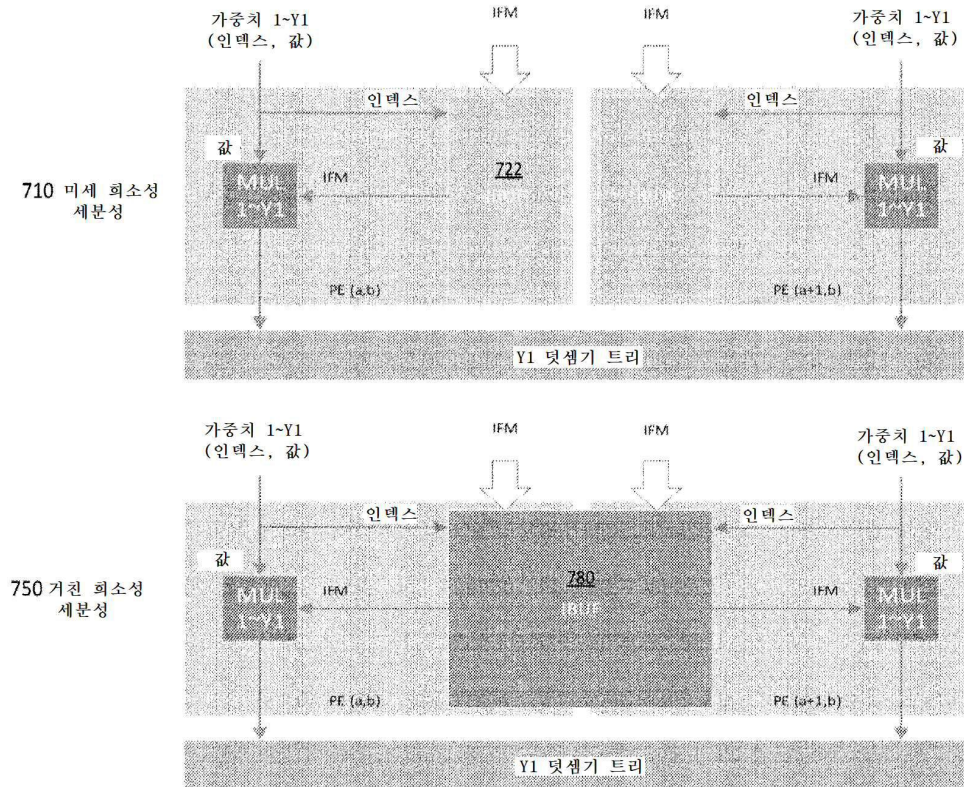 가중치 1~Y1
(인덱스, 값)
IFM
IFM
가중치 1~Y1
(인덱스, 값)
인덱스
인덱스
값
722
값
710 미세 희소성
세분성
MUL
1~Y1
IFM
IFM
MUL
1~Y1
PE (a,b)
PE (a+1,b)
Y1 덧셈기 트리
가중치 1~Y1
(인덱스, 값)
IFM
IFM
가중치 1~Y1
(인덱스, 값)
인덱스
인덱스
값
780
값
750 거친 희소성
세분성
MUL
1~Y1
IFM
IBUF
IFM
MUL
1~Y1
PE (a,b)
PE (a+1,b)
Y1 덧셈기 트리